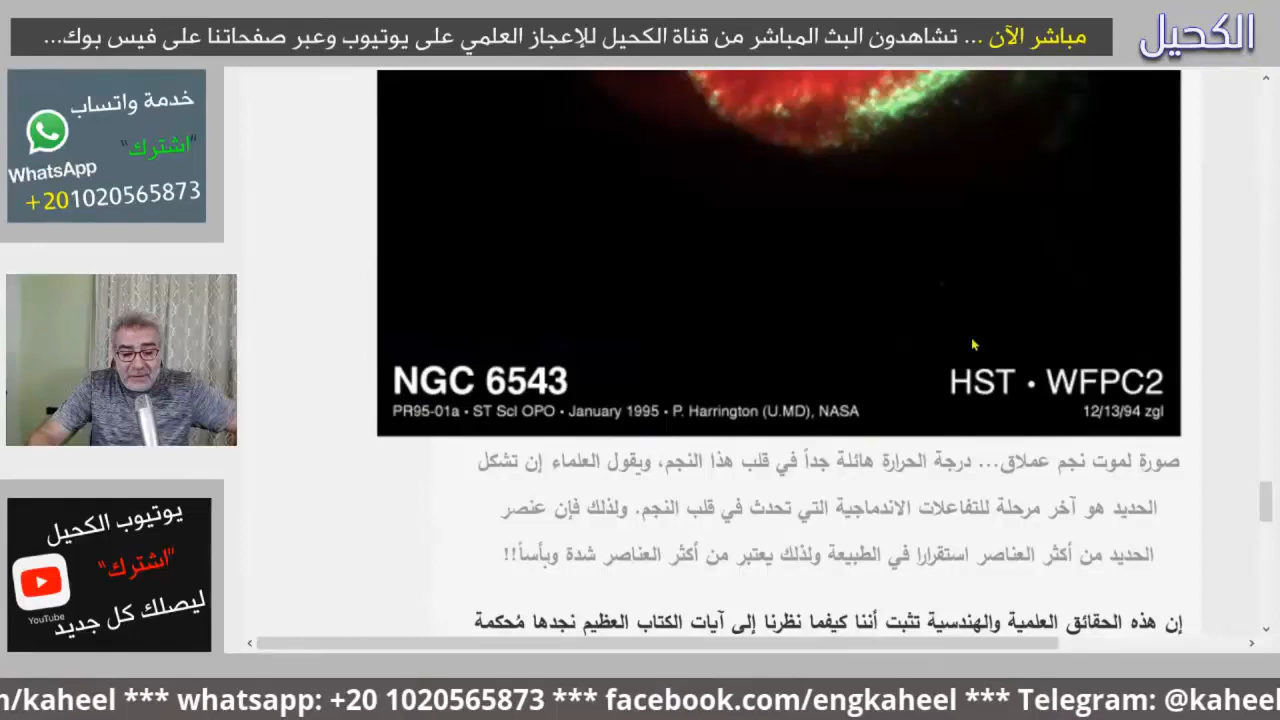 الكحيل
مباشر الآن ... تشاهدون البث المباشر من قناة الكحيل للإعجاز العلمي على يوتيوب وعبر صفحاتنا على فيس بوك...
خدمة واتساب
"اشترك"
WhatsApp
+201020565873
NGC 6543
HST • WFPC2
PR95-01a • ST ScI OPO • January 1995 • P. Harrington (U.MD), NASA
12/13/94 zgl
صورة لموت نجم عملاق... درجة الحرارة هائلة جداً في قلب هذا النجم، ويقول العلماء إن تشكل
الحديد هو آخر مرحلة للتفاعلات الاندماجية التي تحدث في قلب النجم. ولذلك فإن عنصر
الحديد من أكثر العناصر استقرارا في الطبيعة ولذلك يعتبر من أكثر العناصر شدة وبأساً!!
إن هذه الحقائق العلمية والهندسية تثبت أننا كيفما نظرنا إلى آيات الكتاب العظيم نجدها مُحكمة
يوتيوب الكحيل
"اشترك"
YouTube
ليصلك كل جديد
m/kaheel *** whatsapp: +20 1020565873 *** facebook.com/engkaheel *** Telegram: @kaheel